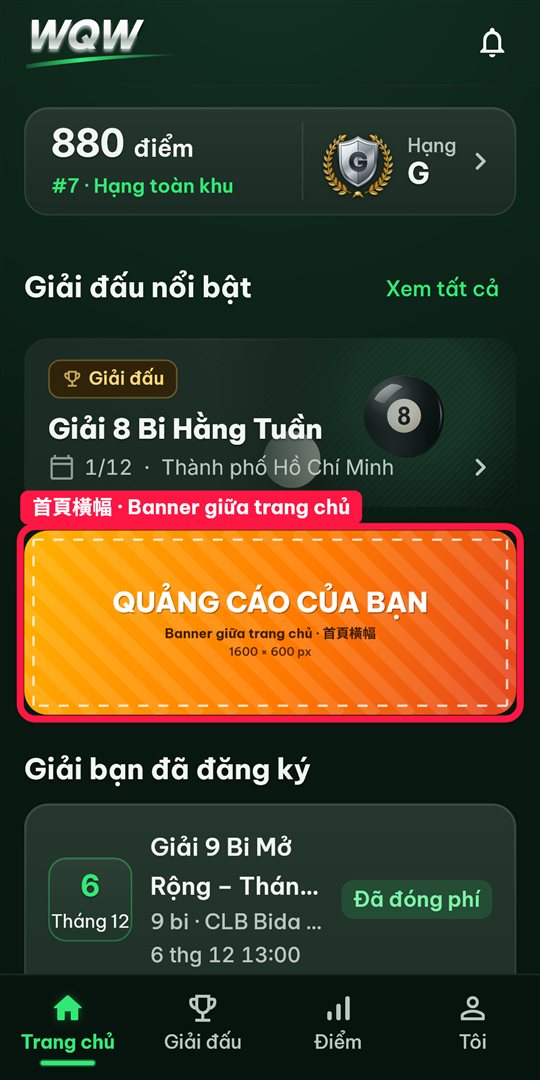 WQW
880 điểm
#7 · Hạng toàn khu
G
Hạng
G
Giải đấu nổi bật
Xem tất cả
Giải đấu
8
Giải 8 Bi Hằng Tuần
1/12 · Thành phố Hồ Chí Minh
首頁橫幅 · Banner giữa trang chủ
QUẢNG CÁO CỦA BẠN
Banner giữa trang chủ · 首頁橫幅
1600 × 600 px
Giải bạn đã đăng ký
6
Tháng 12
Giải 9 Bi Mở
Rộng – Thán...
9 bi · CLB Bida ...
6 thg 12 13:00
Đã đóng phí
Trang chủ
Giải đấu
Điểm
Tôi